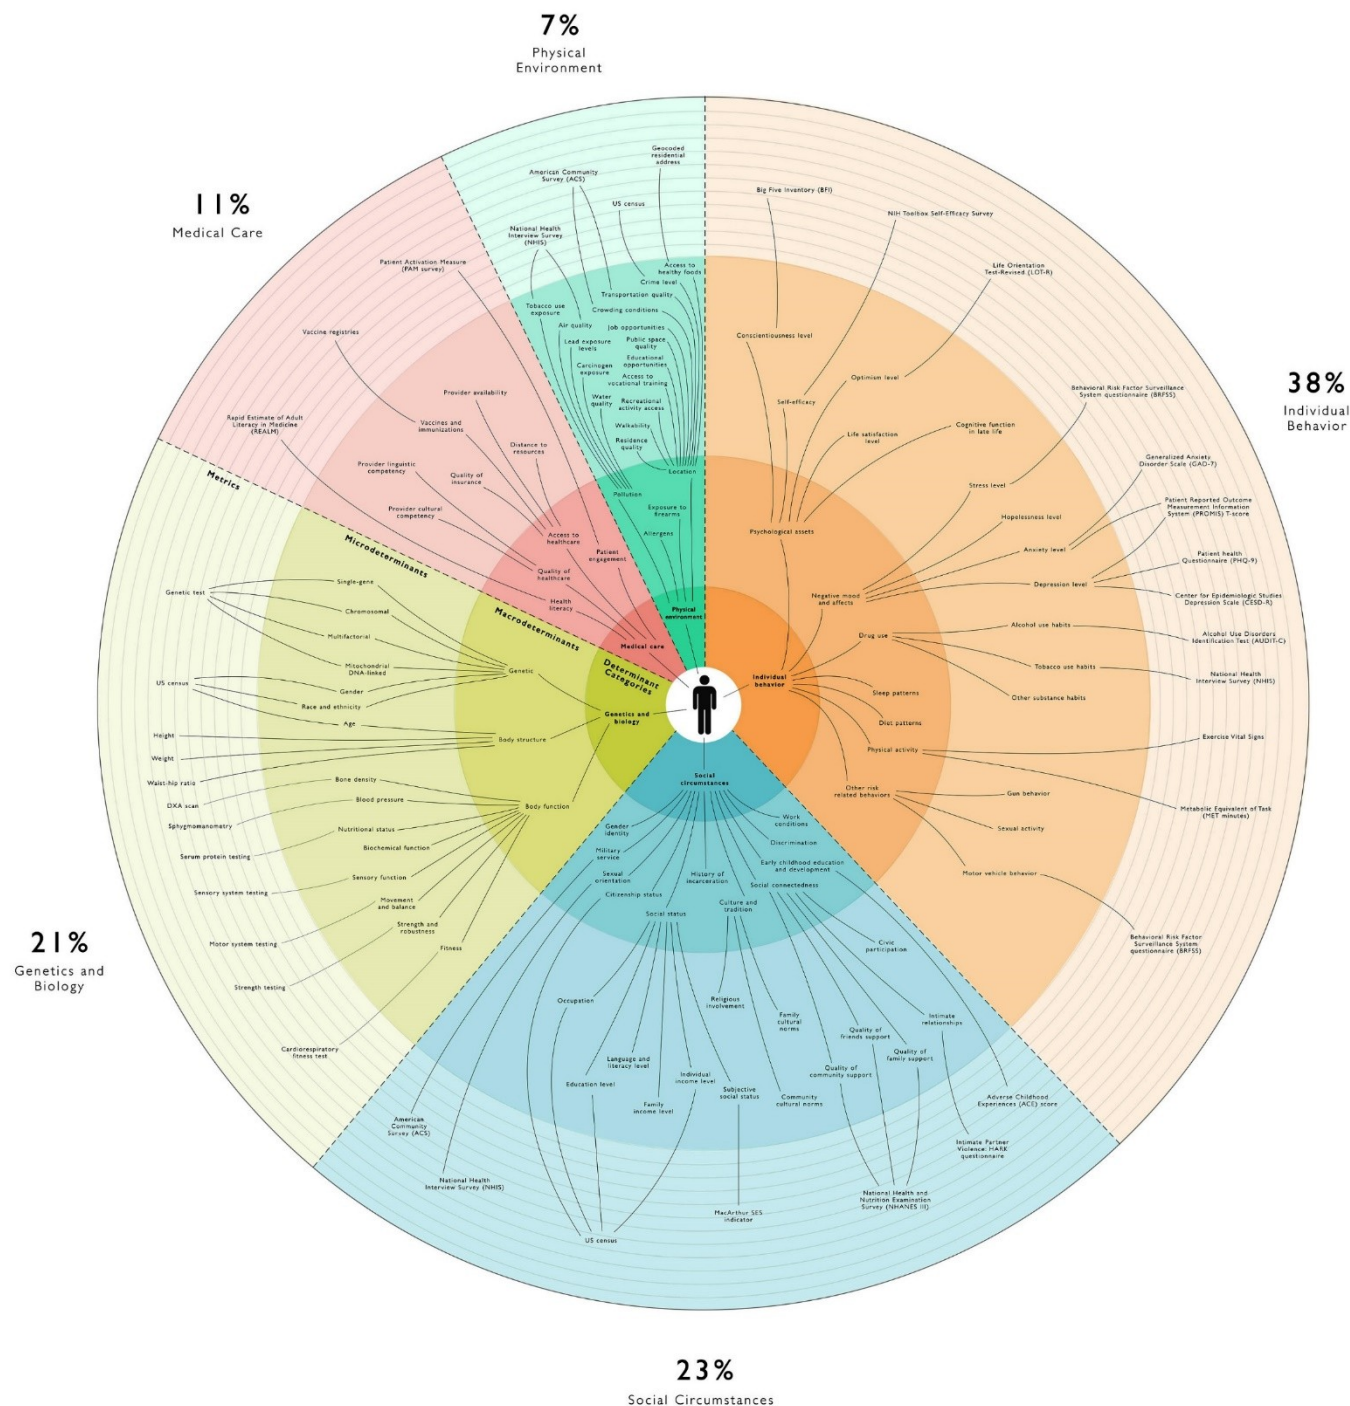 7%
Physical
Environment
11%
Medical Care
38%
Individual
Behavior
21%
Genetics and
Biology
23%
Social Circumstances
Metrics
Microdeterminants
Macrodeterminants
Determinant
Categories
Physical
environment
Geocoded
residential
address
American Community
Survey (ACS)
US census
National Health
Interview Survey
(NHIS)
Access to
healthy foods
Crime level
Transportation quality
Tobacco use
exposure
Crowding conditions
Air quality
Job opportunities
Lead exposure
levels
Public space
quality
Educational
opportunities
Carcinogen
exposure
Access to
vocational training
Water
quality
Recreational
activity access
Walkability
Residence
quality
Location
Pollution
Exposure to
firearms
Allergens
Medical care
Patient Activation Measure
(PAM survey)
Vaccine registries
Rapid Estimate of Adult
Literacy in Medicine
(REALM)
Provider availability
Vaccines and
immunizations
Distance to
resources
Provider linguistic
competency
Quality of
insurance
Provider cultural
competency
Access to
healthcare
Patient
engagement
Quality of
healthcare
Health
literacy
Individual
behavior
Big Five Inventory (BFI)
NIH Toolbox Self-Efficacy Survey
Life Orientation
Test-Revised (LOT-R)
Conscientiousness level
Optimism level
Self-efficacy
Life satisfaction
level
Cognitive function
in late life
Psychological assets
Behavioral Risk Factor Surveillance
System questionnaire (BRFSS)
Generalized Anxiety
Disorder Scale (GAD-7)
Stress level
Hopelessness level
Patient Reported Outcome
Measurement Information
System (PROMIS) T-score
Anxiety level
Patient health
Questionnaire (PHQ-9)
Depression level
Center for Epidemiologic Studies
Depression Scale (CESD-R)
Negative mood
and affects
Drug use
Alcohol use habits
Alcohol Use Disorders
Identification Test (AUDIT-C)
Tobacco use habits
National Health
Interview Survey (NHIS)
Other substance habits
Sleep patterns
Diet patterns
Physical activity
Exercise Vital Signs
Metabolic Equivalent of Task
(MET minutes)
Other risk
related behaviors
Gun behavior
Sexual activity
Motor vehicle behavior
Behavioral Risk Factor
Surveillance System
questionnaire (BRFSS)
Genetics and
biology
Genetic test
Single-gene
Chromosomal
Multifactorial
Mitochondrial
DNA-linked
Genetic
US census
Gender
Race and ethnicity
Age
Height
Body structure
Weight
Waist-hip ratio
Bone density
DXA scan
Blood pressure
Body function
Sphygmomanometry
Nutritional status
Biochemical function
Serum protein testing
Sensory function
Sensory system testing
Movement
and balance
Strength and
robustness
Motor system testing
Fitness
Strength testing
Cardiorespiratory
fitness test
Social
circumstances
Gender
identity
Work
conditions
Discrimination
Military
service
Early childhood education
and development
Sexual
orientation
History of
incarceration
Social connectedness
Citizenship status
Culture and
tradition
Social status
Civic
participation
Occupation
Religious
involvement
Family
cultural
norms
Intimate
relationships
Quality of
friends support
Quality of
family support
Language and
literacy level
Quality of
community support
Education level
Individual
income level
Subjective
social status
Family
income level
Community
cultural norms
Adverse Childhood
Experiences (ACE) score
American
Community
Survey (ACS)
Intimate Partner
Violence: HARK
questionnaire
National Health
Interview Survey (NHIS)
National Health and
Nutrition Examination
Survey (NHANES III)
MacArthur SES
indicator
US census